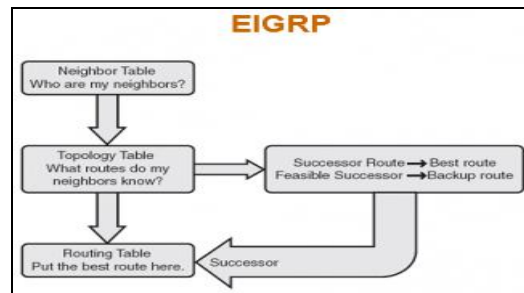 EIGRP
Neighbor Table
Who are my neighbors?
Topology Table
What routes do my
neighbors know?
Successor Route → Best route
Feasible Successor → Backup route
Routing Table
Put the best route here.
Successor